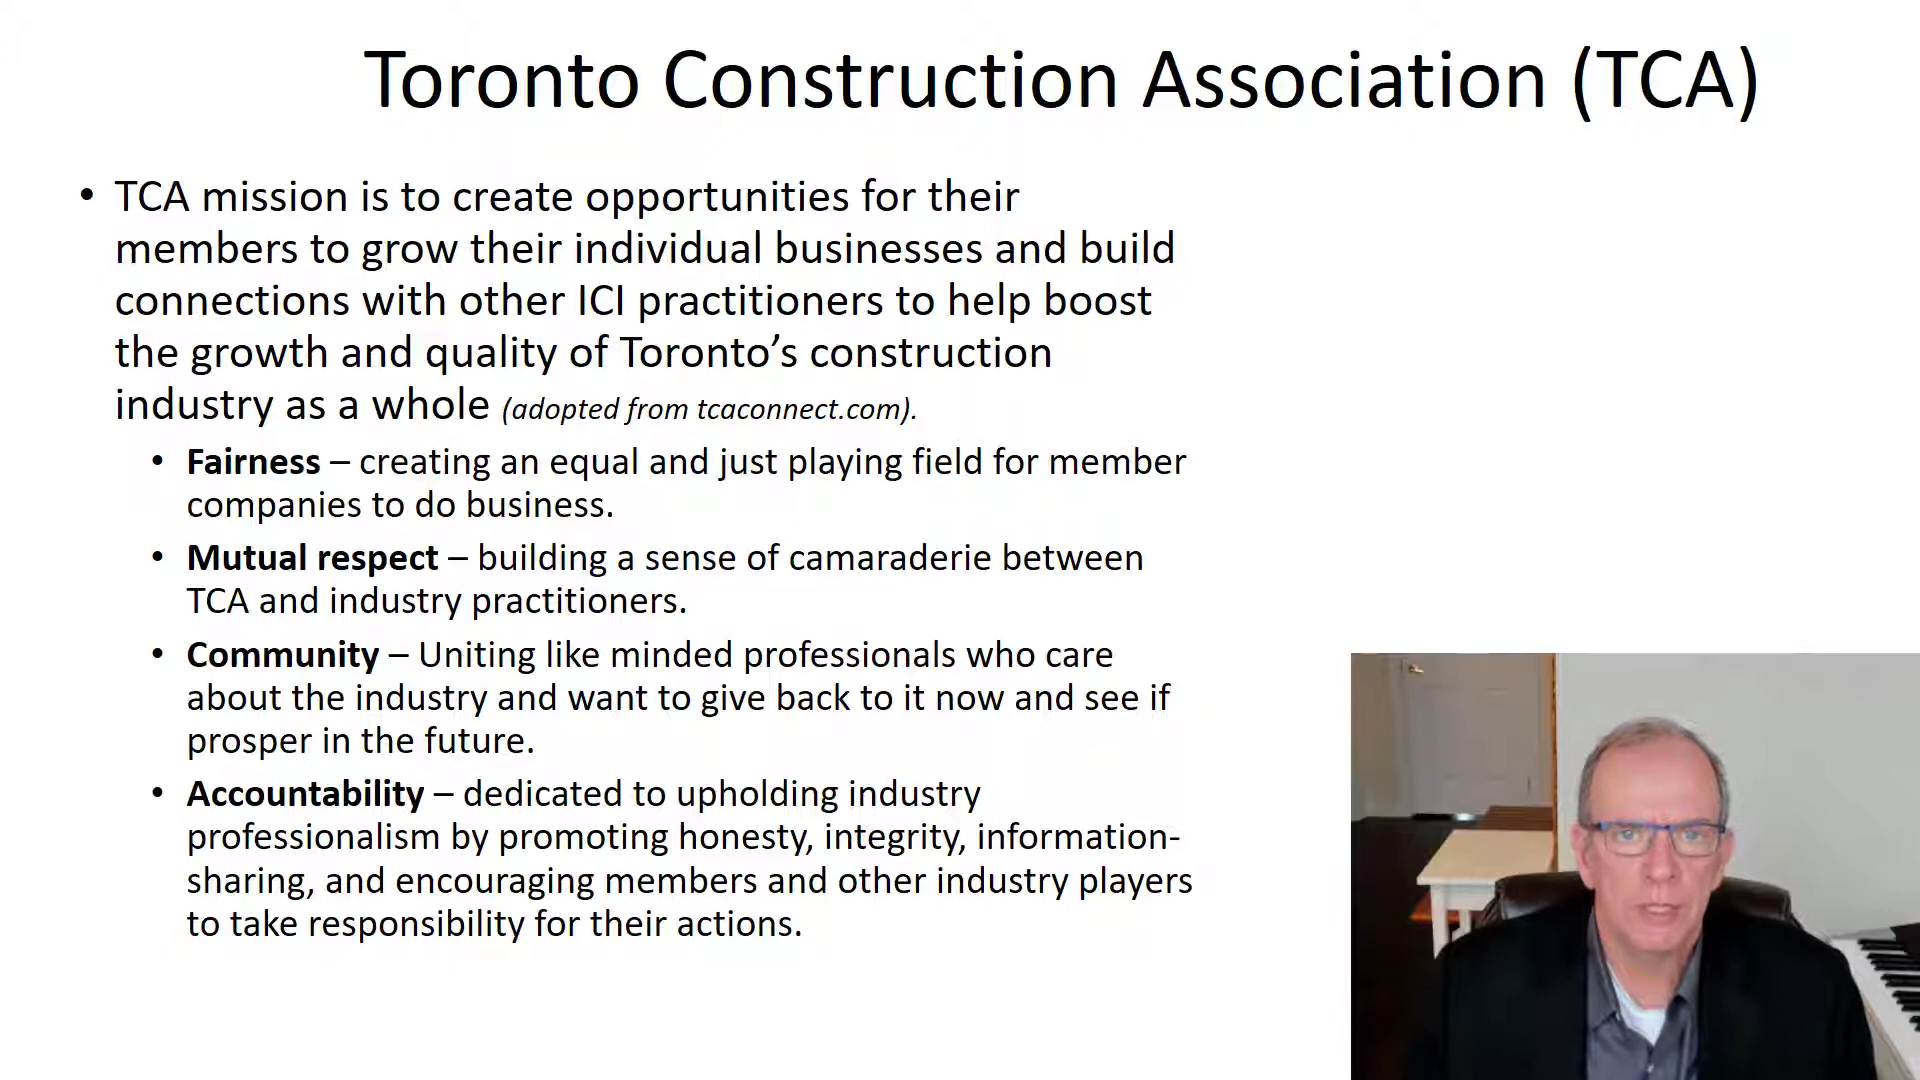 Toronto Construction Association (TCA)
• TCA mission is to create opportunities for their
members to grow their individual businesses and build
connections with other ICI practitioners to help boost
the growth and quality of Toronto’s construction
industry as a whole (adopted from tcaconnect.com).
• Fairness – creating an equal and just playing field for member
companies to do business.
• Mutual respect – building a sense of camaraderie between
TCA and industry practitioners.
• Community – Uniting like minded professionals who care
about the industry and want to give back to it now and see if
prosper in the future.
• Accountability – dedicated to upholding industry
professionalism by promoting honesty, integrity, information-
sharing, and encouraging members and other industry players
to take responsibility for their actions.